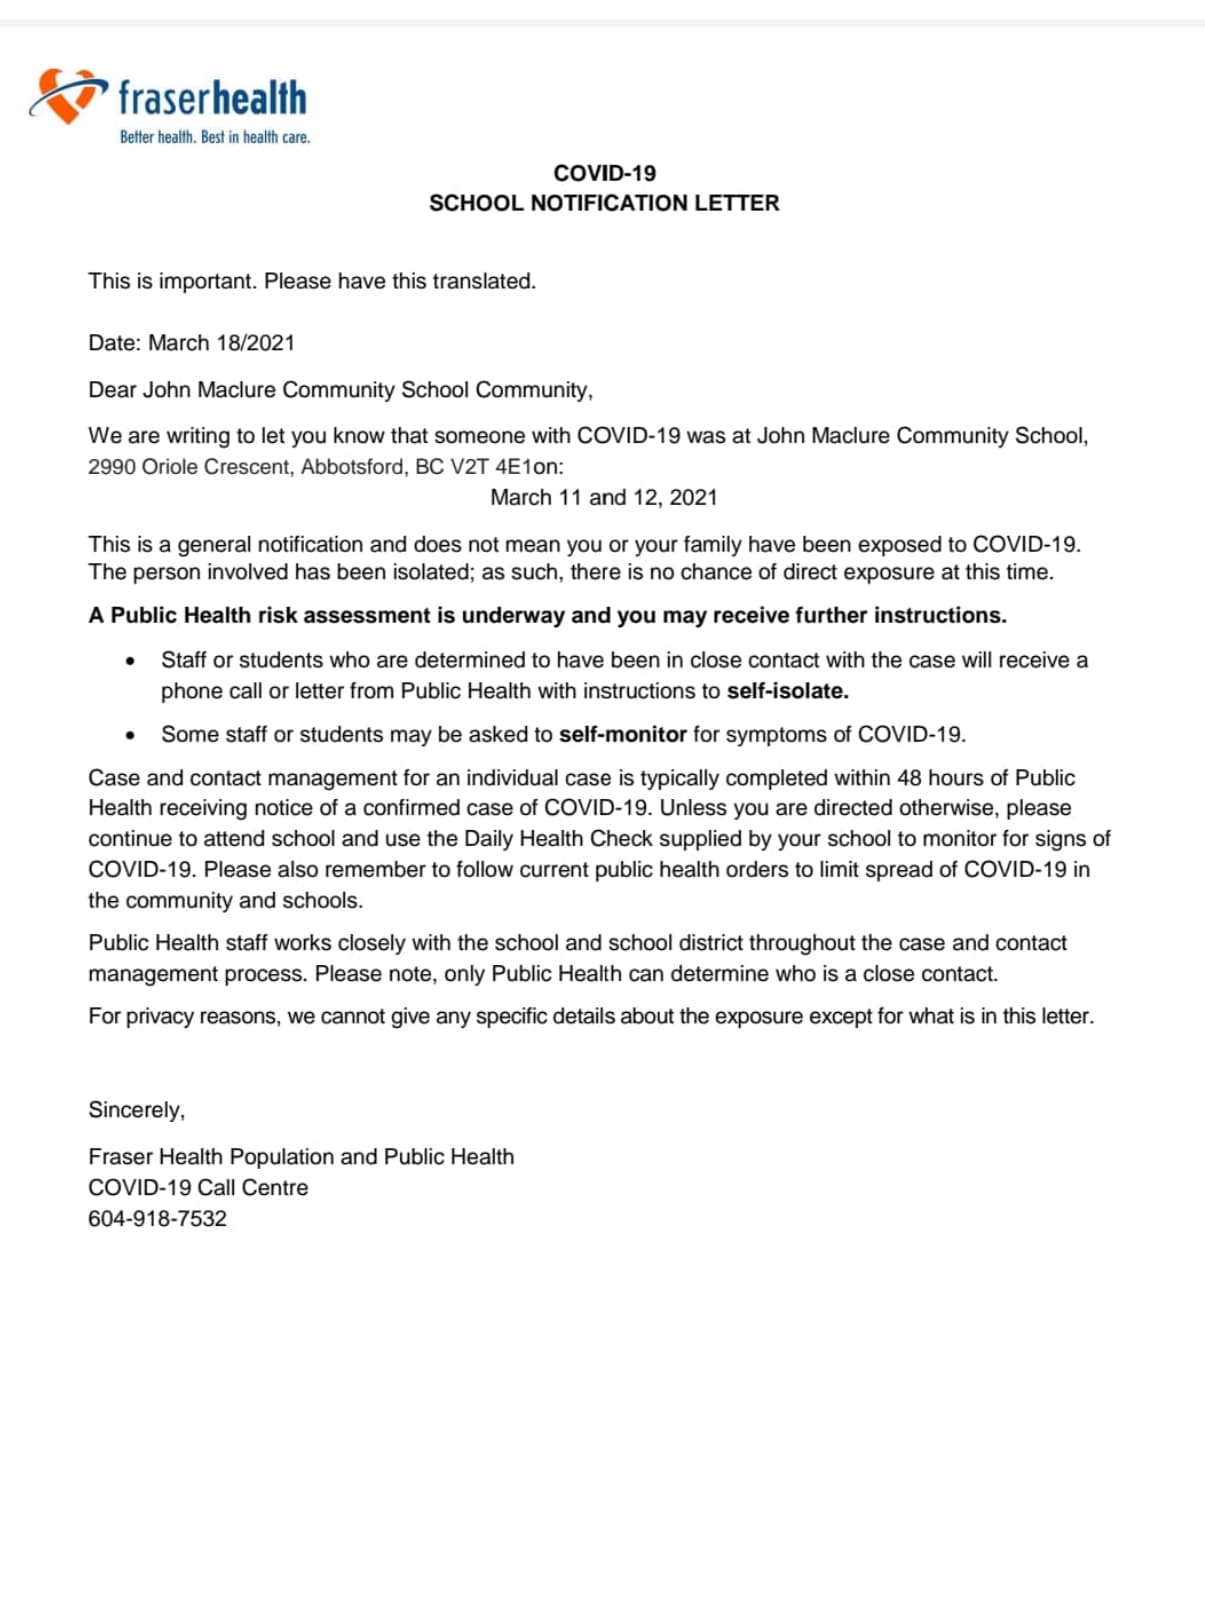 fraserhealth
Better health. Best in health care.
COVID-19
SCHOOL NOTIFICATION LETTER
This is important. Please have this translated.
Date: March 18/2021
Dear John Maclure Community School Community,
We are writing to let you know that someone with COVID-19 was at John Maclure Community School,
2990 Oriole Crescent, Abbotsford, BC V2T 4E1on:
March 11 and 12, 2021
This is a general notification and does not mean you or your family have been exposed to COVID-19.
The person involved has been isolated; as such, there is no chance of direct exposure at this time.
A Public Health risk assessment is underway and you may receive further instructions.
• Staff or students who are determined to have been in close contact with the case will receive a
phone call or letter from Public Health with instructions to self-isolate.
• Some staff or students may be asked to self-monitor for symptoms of COVID-19.
Case and contact management for an individual case is typically completed within 48 hours of Public
Health receiving notice of a confirmed case of COVID-19. Unless you are directed otherwise, please
continue to attend school and use the Daily Health Check supplied by your school to monitor for signs of
COVID-19. Please also remember to follow current public health orders to limit spread of COVID-19 in
the community and schools.
Public Health staff works closely with the school and school district throughout the case and contact
management process. Please note, only Public Health can determine who is a close contact.
For privacy reasons, we cannot give any specific details about the exposure except for what is in this letter.
Sincerely,
Fraser Health Population and Public Health
COVID-19 Call Centre
604-918-7532